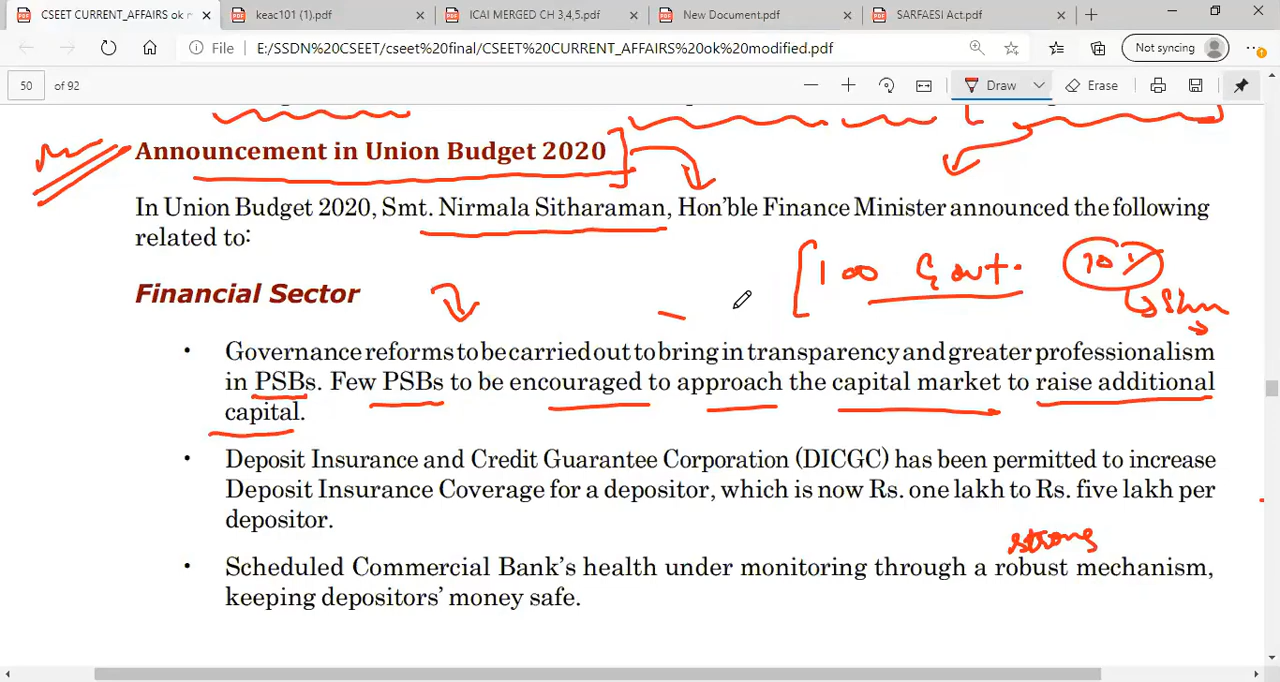 CSEET CURRENT_AFFAIRS ok n
keac101 (1).pdf
ICAI MERGED CH 3,4,5.pdf
New Document.pdf
SARFAESI Act.pdf
File
E:/SSDN%20CSEET/cseet%20final/CSEET%20CURRENT_AFFAIRS%20ok%20modified.pdf
Not syncing
50 of 92
Draw
Erase
Announcement in Union Budget 2020
In Union Budget 2020, Smt. Nirmala Sitharaman, Hon'ble Finance Minister announced the following
related to:
100 Govt.
10%
Financial Sector
• Governance reforms to be carried out to bring in transparency and greater professionalism
in PSBs. Few PSBs to be encouraged to approach the capital market to raise additional
capital.
• Deposit Insurance and Credit Guarantee Corporation (DICGC) has been permitted to increase
Deposit Insurance Coverage for a depositor, which is now Rs. one lakh to Rs. five lakh per
depositor.
strong
• Scheduled Commercial Bank's health under monitoring through a robust mechanism,
keeping depositors' money safe.